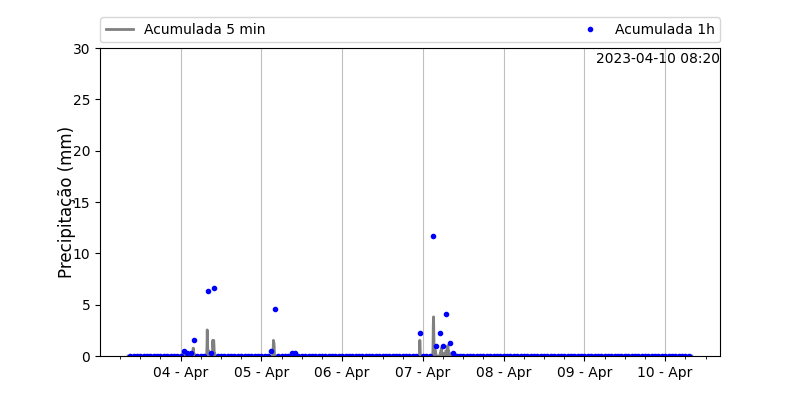 Acumulada 5 min
Acumulada 1h
2023-04-10 08:20
Precipitação (mm)
30
25
20
15
10
5
0
04 - Apr
05 - Apr
06 - Apr
07 - Apr
08 - Apr
09 - Apr
10 - Apr